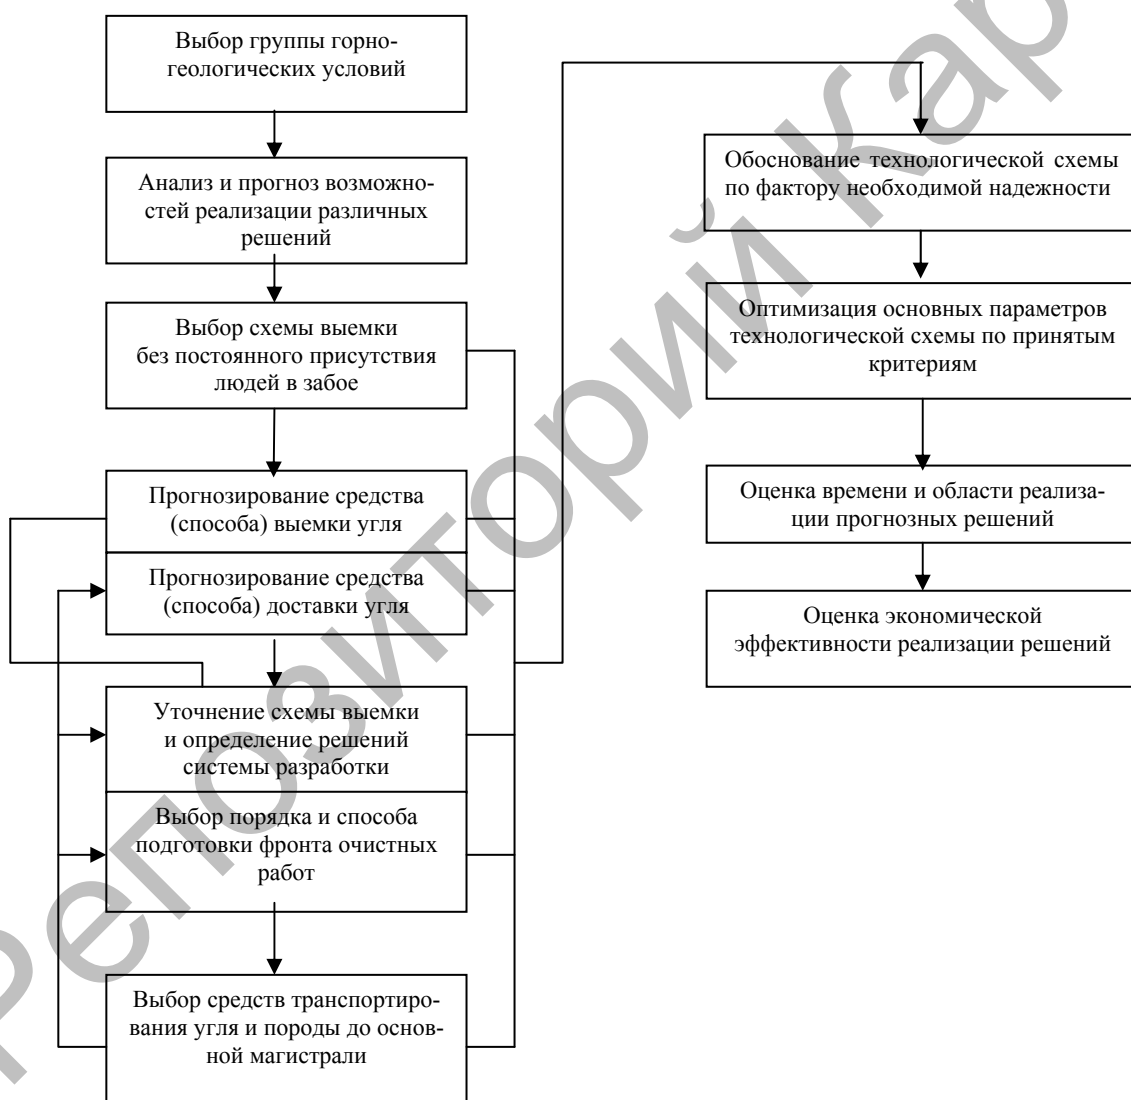 Выбор группы горно-
геологических условий
Анализ и прогноз возможно-
стей реализации различных
решений
Выбор схемы выемки
без постоянного присутствия
людей в забое
Прогнозирование средства
(способа) выемки угля
Прогнозирование средства
(способа) доставки угля
Уточнение схемы выемки
и определение решений
системы разработки
Выбор порядка и способа
подготовки фронта очистных
работ
Выбор средств транспортиро-
вания угля и породы до основ-
ной магистрали
Обоснование технологической схемы
по фактору необходимой надежности
Оптимизация основных параметров
технологической схемы по принятым
критериям
Оценка времени и области реализа-
ции прогнозных решений
Оценка экономической
эффективности реализации решений
Репозиторий Кар